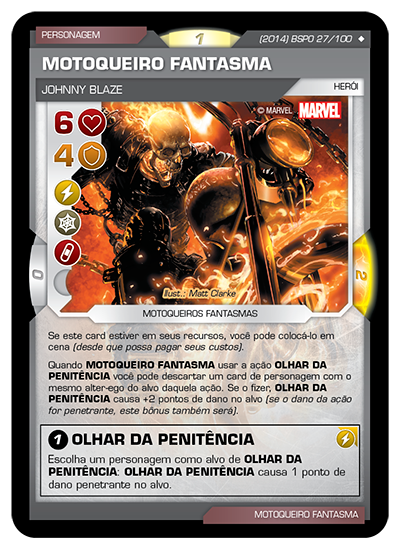 PERSONAGEM
1
(2014) BSPO 27/100
MOTOQUEIRO FANTASMA
JOHNNY BLAZE
HERÓI
© MARVEL MARVEL
6
4
0
2
Ilust.: Matt Clarke
MOTOQUEIROS FANTASMAS
Se este card estiver em seus recursos, você pode colocá-lo em
cena (desde que possa pagar seus custos).
Quando MOTOQUEIRO FANTASMA usar a ação OLHAR DA
PENITÊNCIA você pode descartar um card de personagem com o
mesmo alter-ego do alvo daquela ação. Se o fizer, OLHAR DA
PENITÊNCIA causa +2 pontos de dano no alvo (se o dano da ação
for penetrante, este bônus também será).
1 OLHAR DA PENITÊNCIA
Escolha um personagem como alvo de OLHAR DA
PENITÊNCIA: OLHAR DA PENITÊNCIA causa 1 ponto de
dano penetrante no alvo.
MOTOQUEIRO FANTASMA